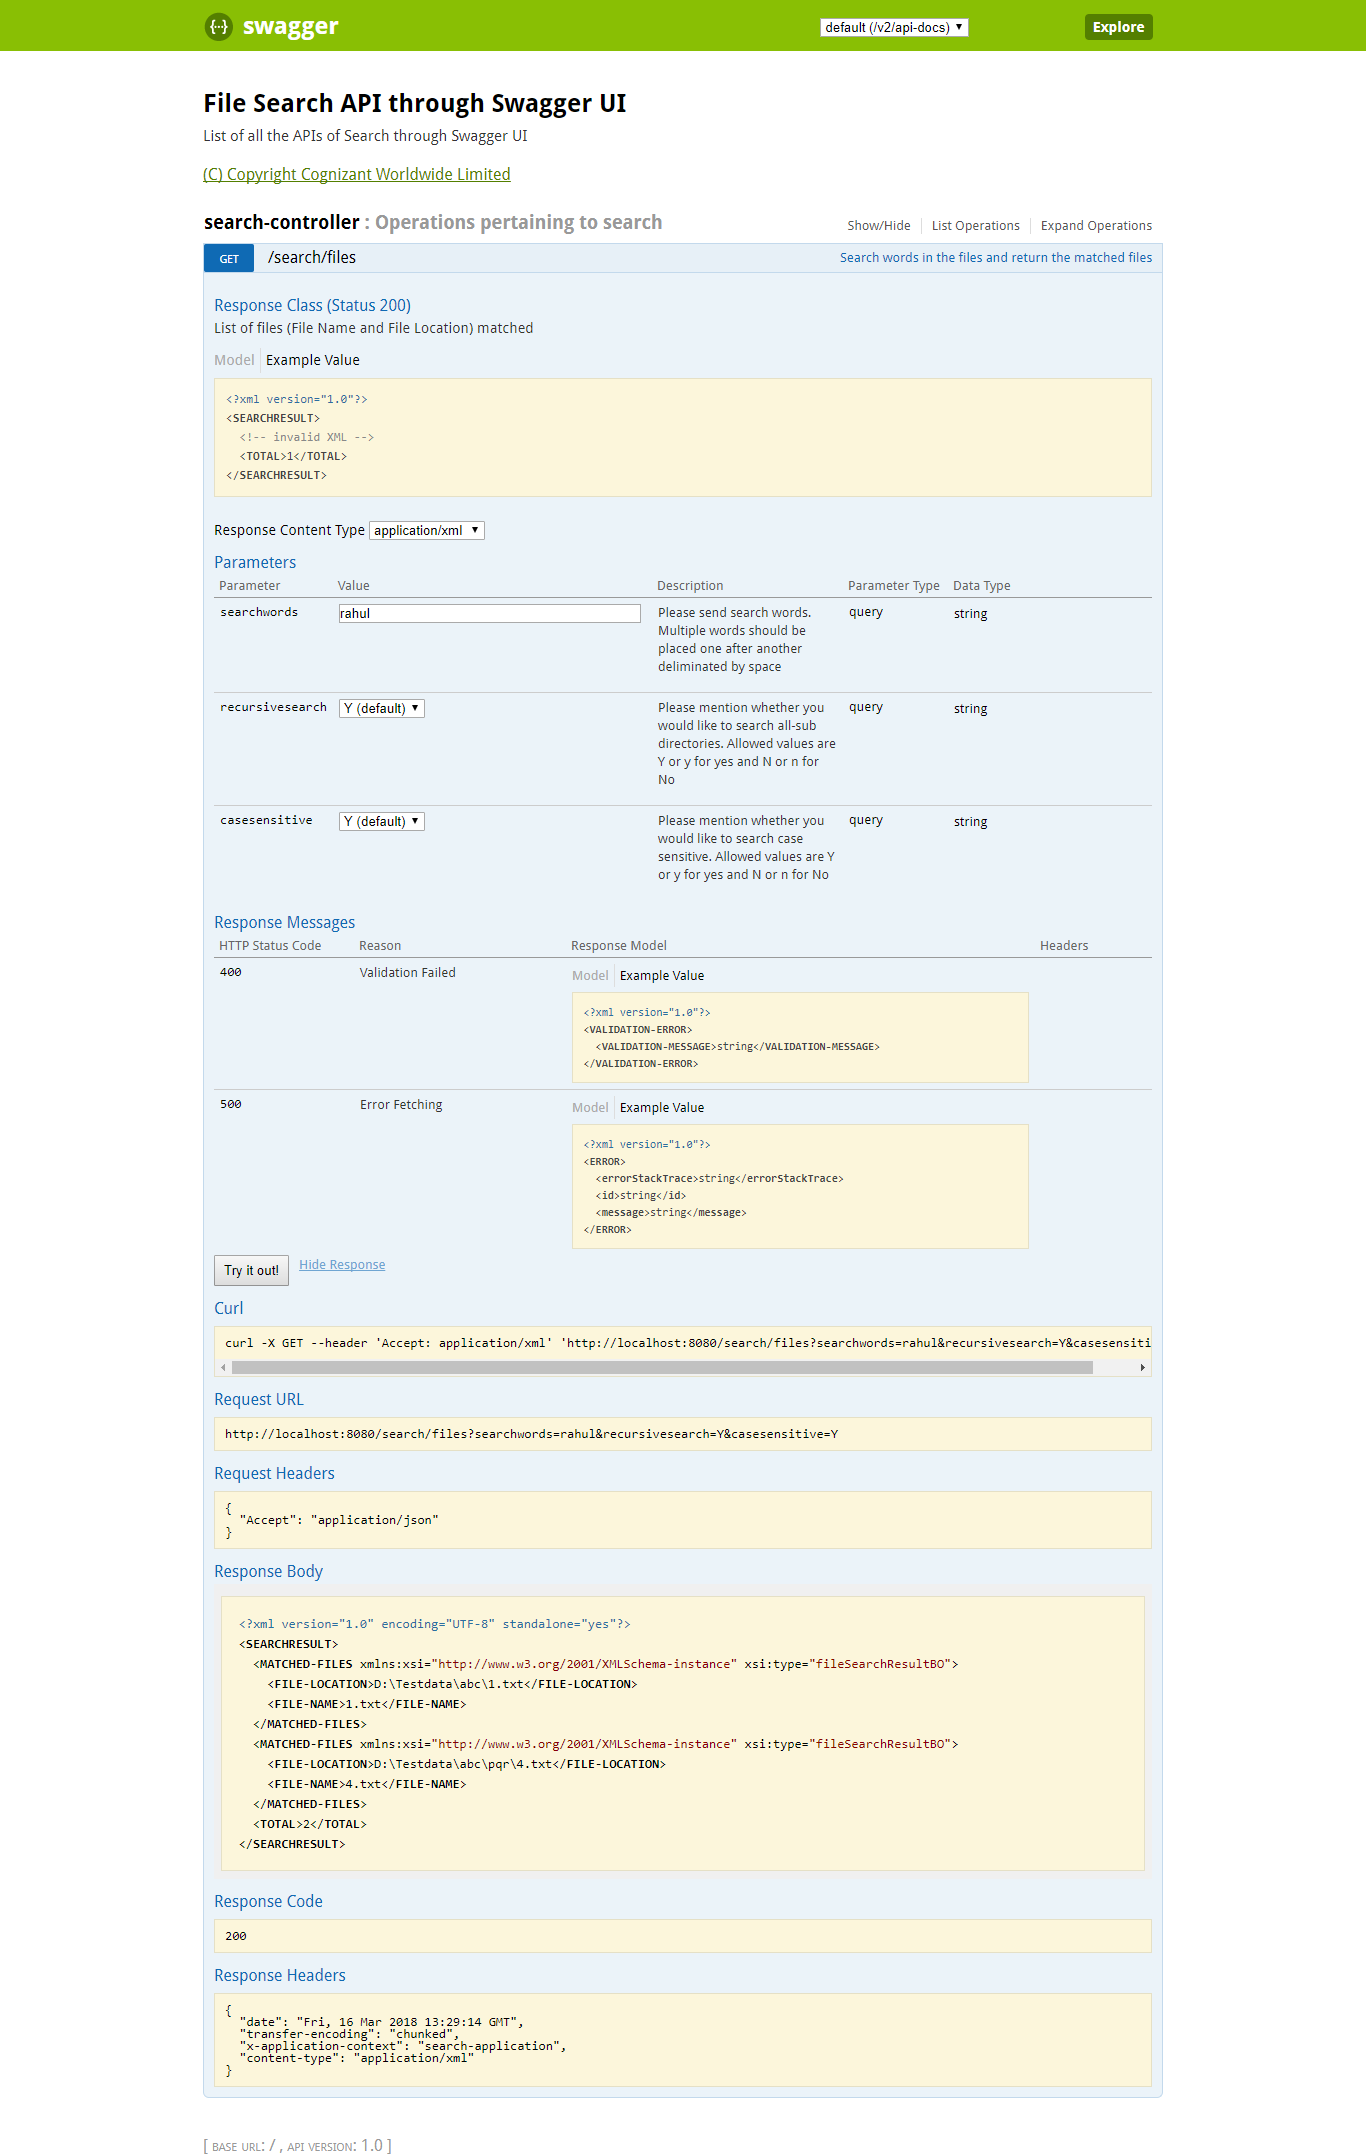 swagger
default (/v2/api-docs)
Explore
File Search API through Swagger UI
List of all the APIs of Search through Swagger UI
(C) Copyright Cognizant Worldwide Limited
search-controller : Operations pertaining to search
Show/Hide
List Operations
Expand Operations
GET
/search/files
Search words in the files and return the matched files
Response Class (Status 200)
List of files (File Name and File Location) matched
Model
Example Value
<?xml version="1.0"?>
<SEARCHRESULT>
<!-- invalid XML -->
<TOTAL>1</TOTAL>
</SEARCHRESULT>
Response Content Type application/xml
Parameters
Parameter Value Description Parameter Type Data Type
searchwords
rahul
Please send search words.
Multiple words should be
placed one after another
deliminated by space
query
string
recursivesearch
Y (default)
Please mention whether you
would like to search all-sub
directories. Allowed values are
Y or y for yes and N or n for
No
query
string
casesensitive
Y (default)
Please mention whether you
would like to search case
sensitive. Allowed values are Y
or y for yes and N or n for No
query
string
Response Messages
HTTP Status Code Reason Response Model Headers
400
Validation Failed
Model
Example Value
<?xml version="1.0"?>
<VALIDATION-ERROR>
<VALIDATION-MESSAGE>string</VALIDATION-MESSAGE>
</VALIDATION-ERROR>
500
Error Fetching
Model
Example Value
<?xml version="1.0"?>
<ERROR>
<errorStackTrace>string</errorStackTrace>
<id>string</id>
<message>string</message>
</ERROR>
Try it out!
Hide Response
Curl
curl -X GET --header 'Accept: application/xml' 'http://localhost:8080/search/files?searchwords=rahul&recursivesearch=Y&casesensiti
Request URL
http://localhost:8080/search/files?searchwords=rahul&recursivesearch=Y&casesensitive=Y
Request Headers
{
"Accept": "application/json"
}
Response Body
<?xml version="1.0" encoding="UTF-8" standalone="yes"?>
<SEARCHRESULT>
<MATCHED-FILES xmlns:xsi="http://www.w3.org/2001/XMLSchema-instance" xsi:type="fileSearchResultBO">
<FILE-LOCATION>D:\Testdata\abc\1.txt</FILE-LOCATION>
<FILE-NAME>1.txt</FILE-NAME>
</MATCHED-FILES>
<MATCHED-FILES xmlns:xsi="http://www.w3.org/2001/XMLSchema-instance" xsi:type="fileSearchResultBO">
<FILE-LOCATION>D:\Testdata\abc\pqr\4.txt</FILE-LOCATION>
<FILE-NAME>4.txt</FILE-NAME>
</MATCHED-FILES>
<TOTAL>2</TOTAL>
</SEARCHRESULT>
Response Code
200
Response Headers
{
"date": "Fri, 16 Mar 2018 13:29:14 GMT",
"transfer-encoding": "chunked",
"x-application-context": "search-application",
"content-type": "application/xml"
}
[ BASE URL: / , API VERSION: 1.0 ]